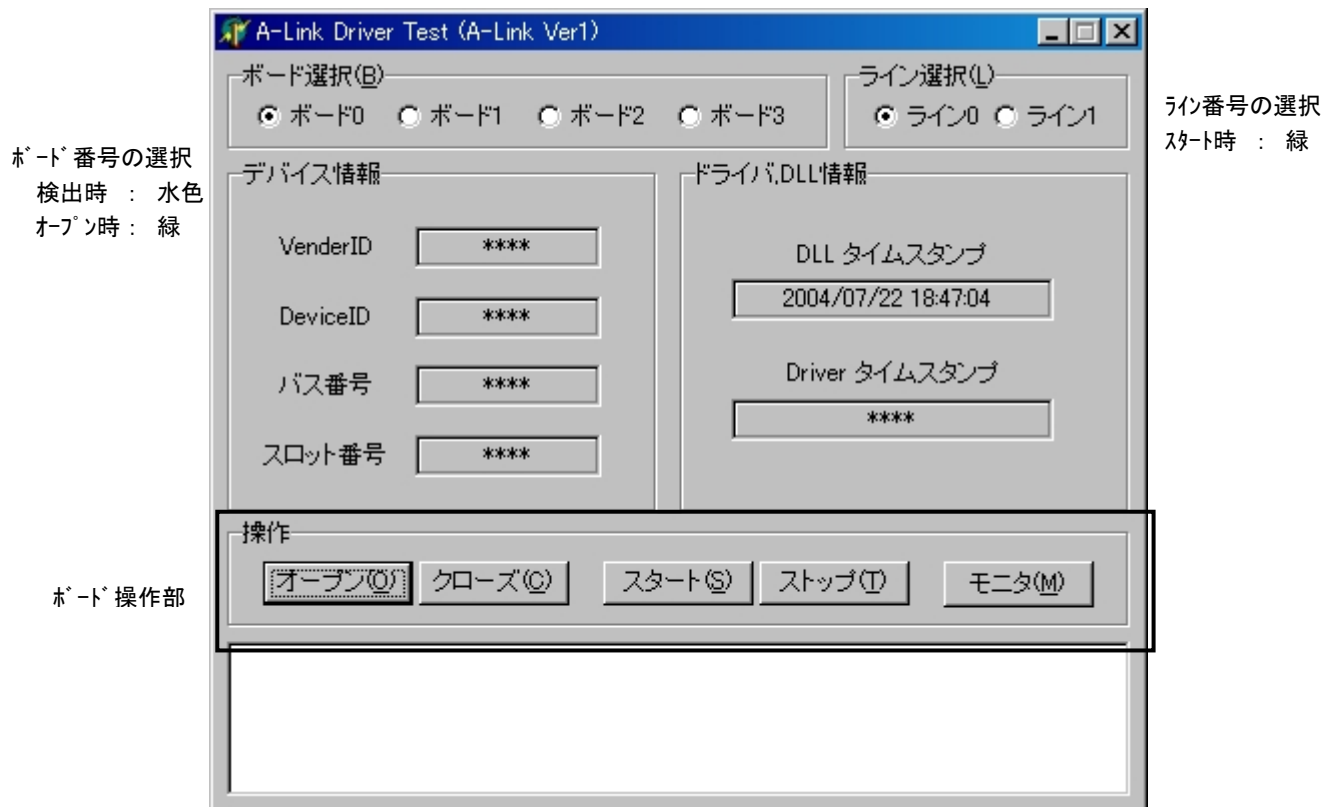 A-Link Driver Test (A-Link Ver1)
ボード選択(B)
ボード0 ボード1 ボード2 ボード3
ライン選択(L)
ライン0 ライン1
ﾗｲﾝ番号の選択
ｽﾀｰﾄ時 : 緑
ﾎﾞｰﾄﾞ番号の選択
検出時 : 水色
ｵｰﾌﾟﾝ時 : 緑
デバイス情報
VenderID ****
DeviceID ****
バス番号 ****
スロット番号 ****
ドライバ,DLL情報
DLL タイムスタンプ
2004/07/22 18:47:04
Driver タイムスタンプ
****
ﾎﾞｰﾄﾞ操作部
操作
オープン(O) クローズ(C) スタート(S) ストップ(T) モニタ(M)